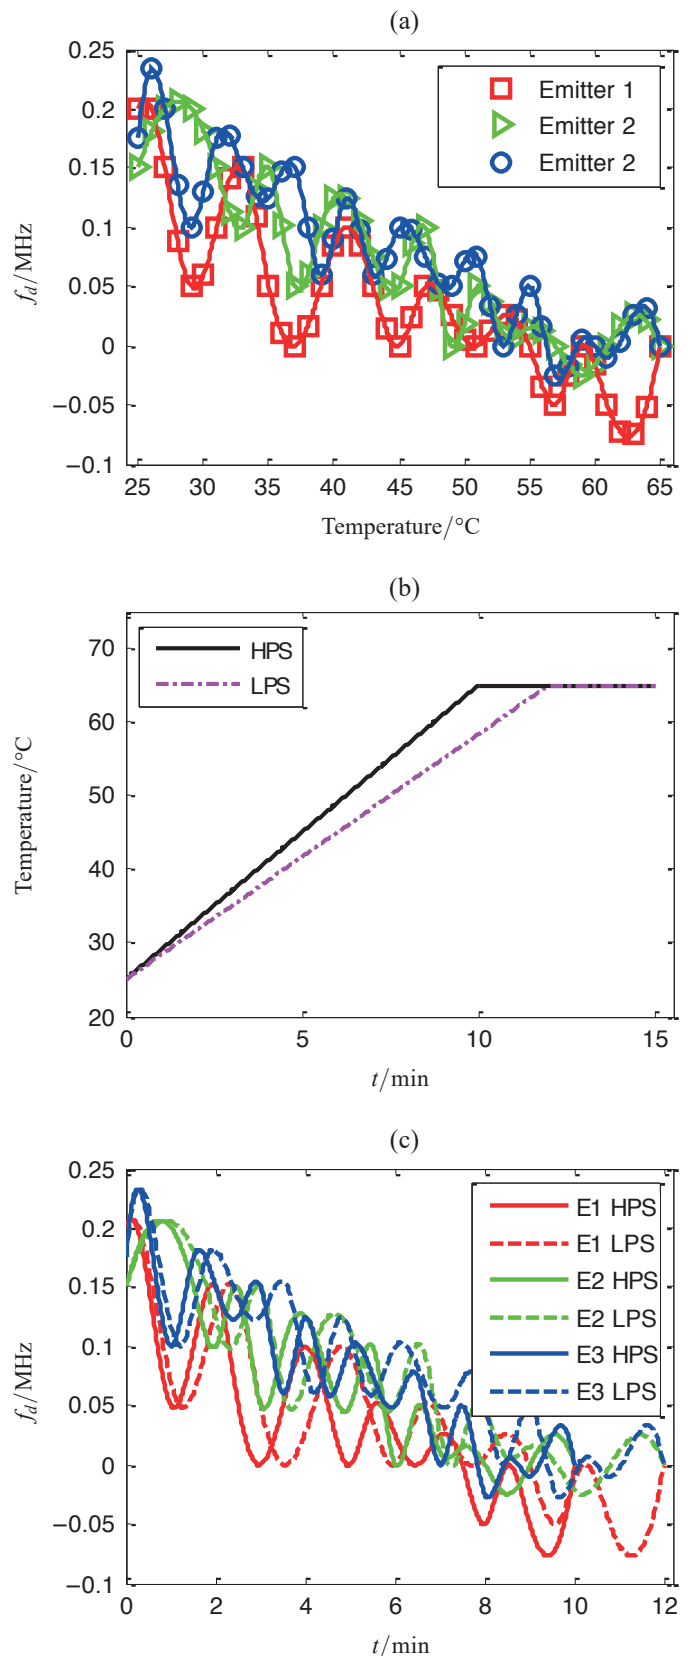 (a)
0.25
0.2
0.15
0.1
0.05
0
−0.05
−0.1
f_d/MHz
Emitter 1
Emitter 2
Emitter 2
25 30 35 40 45 50 55 60 65
Temperature/°C
(b)
70
60
50
40
30
20
Temperature/°C
HPS
LPS
0 5 10 15
t/min
(c)
0.25
0.2
0.15
0.1
0.05
0
−0.05
−0.1
f_d/MHz
E1 HPS
E1 LPS
E2 HPS
E2 LPS
E3 HPS
E3 LPS
0 2 4 6 8 10 12
t/min